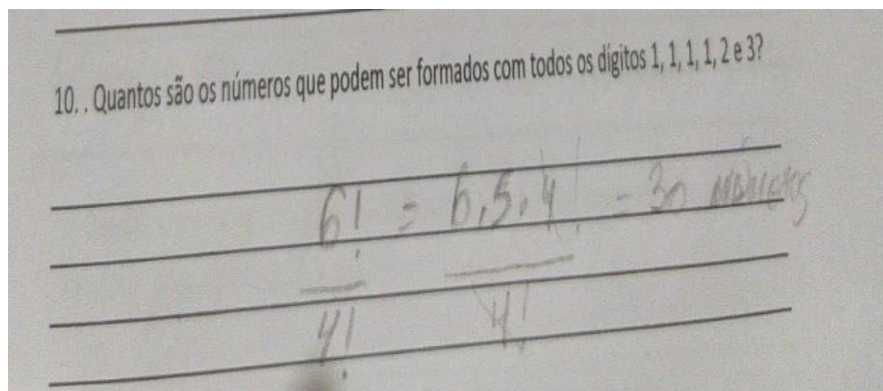 10. . Quantos são os números que podem ser formados com todos os dígitos 1, 1, 1, 1, 2 e 3?
6! = 6.5.4! = 30 números
4! 4!